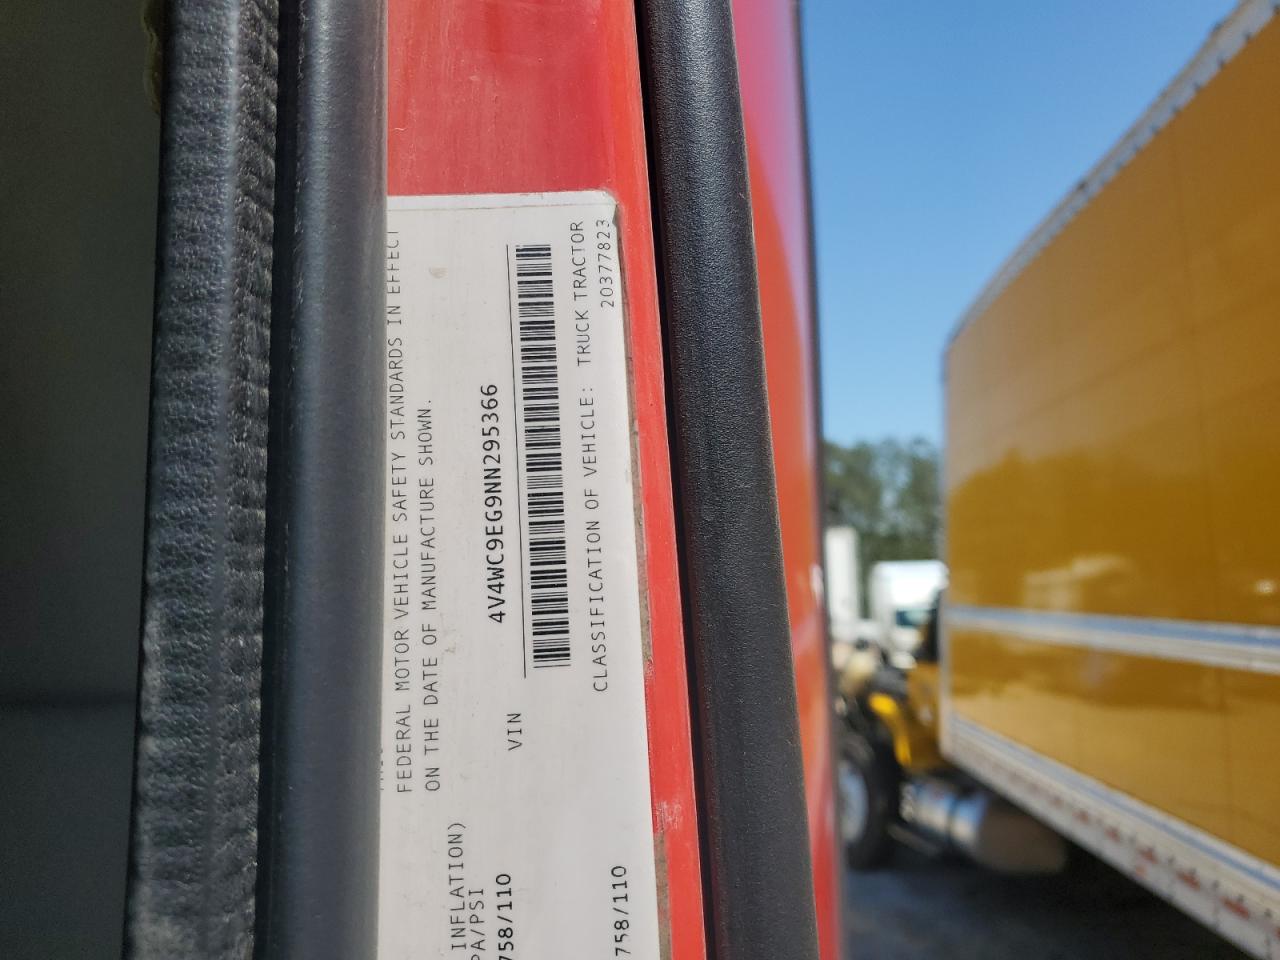 FEDERAL MOTOR VEHICLE SAFETY STANDARDS IN EFFECT
ON THE DATE OF MANUFACTURE SHOWN.
INFLATION)
PA/PSI
758/110
VIN 4V4WC9EG9NN295366
CLASSIFICATION OF VEHICLE: TRUCK TRACTOR
20377823
758/110